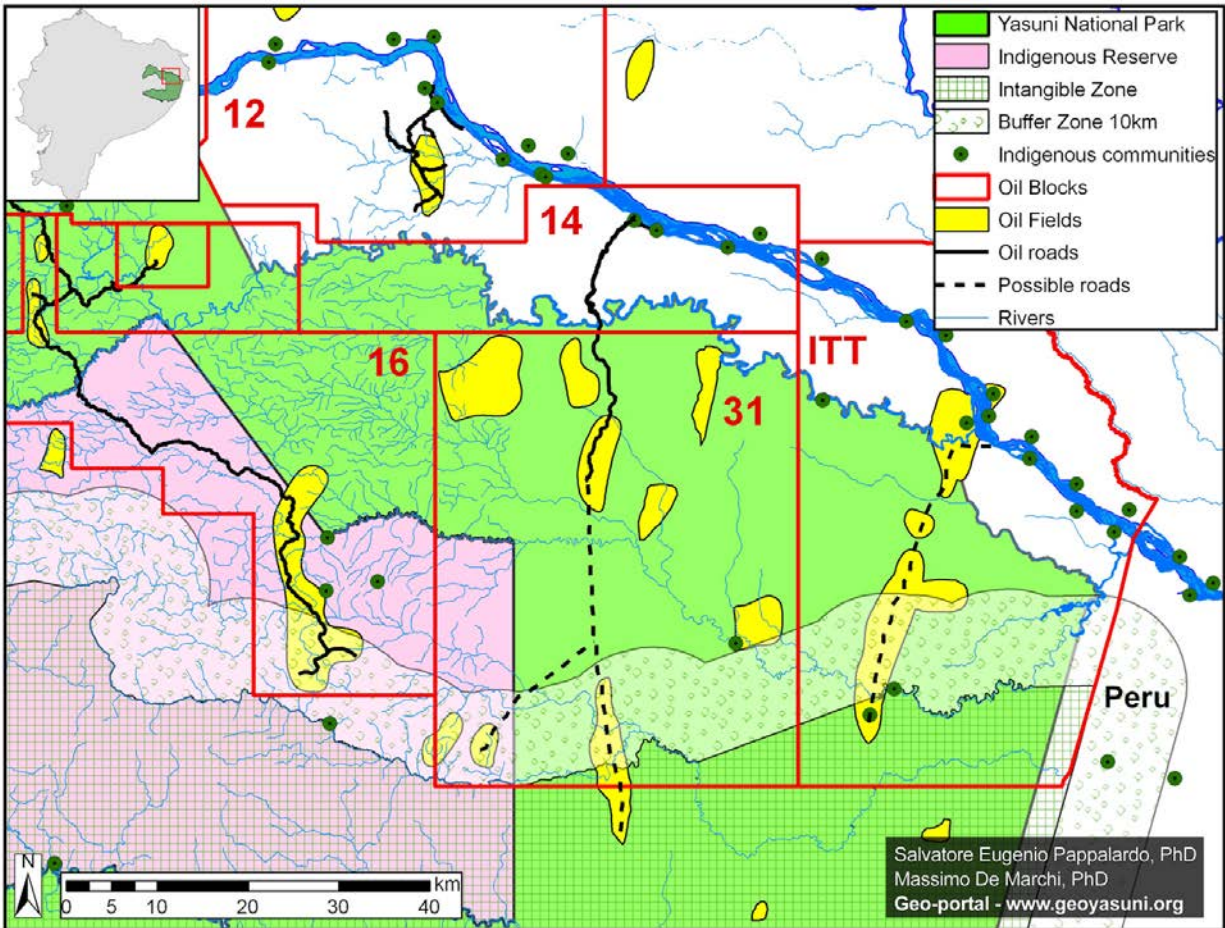 Yasuni National Park
Indigenous Reserve
Intangible Zone
Buffer Zone 10km
Indigenous communities
Oil Blocks
Oil Fields
Oil roads
Possible roads
Rivers
12
14
16
ITT
31
Peru
N
km
0 5 10 20 30 40
Salvatore Eugenio Pappalardo, PhD
Massimo De Marchi, PhD
Geo-portal - www.geoyasuni.org